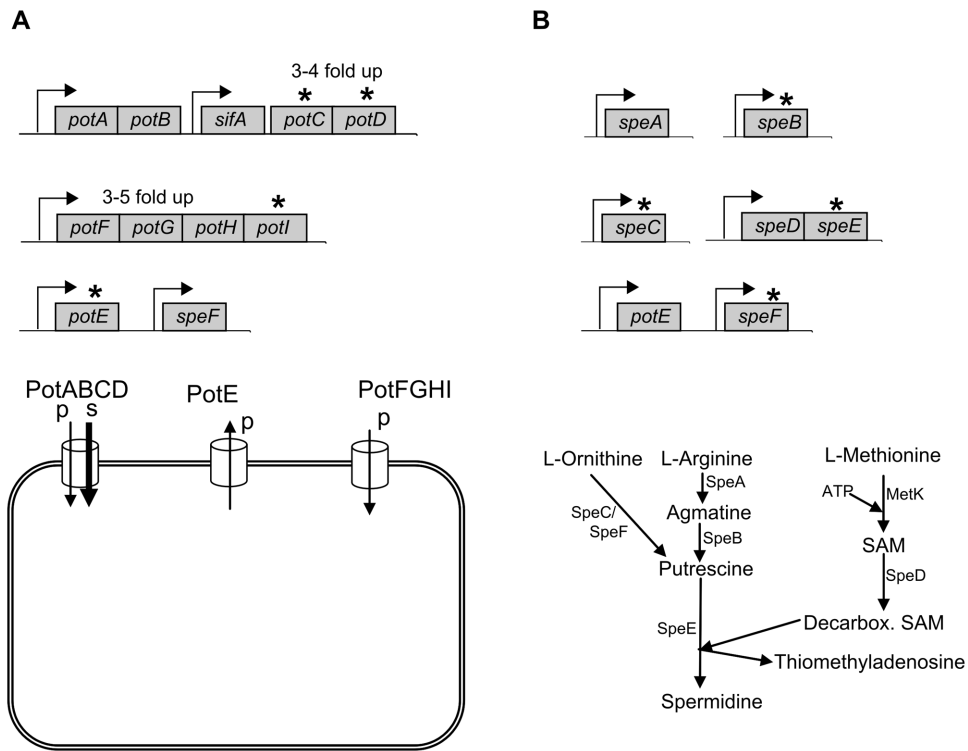 A
3-4 fold up
* *
potA potB sifA potC potD
3-5 fold up *
potF potG potH potI
*
potE speF
PotABCD PotE PotFGHI
p s p p
B
*
speA speB
* *
speC speD speE
*
potE speF
L-Ornithine L-Arginine L-Methionine
SpeA
ATP MetK
SpeC/ Agmatine
SpeF SpeB SAM
Putrescine SpeD
SpeE Decarbox. SAM
Thiomethyladenosine
Spermidine